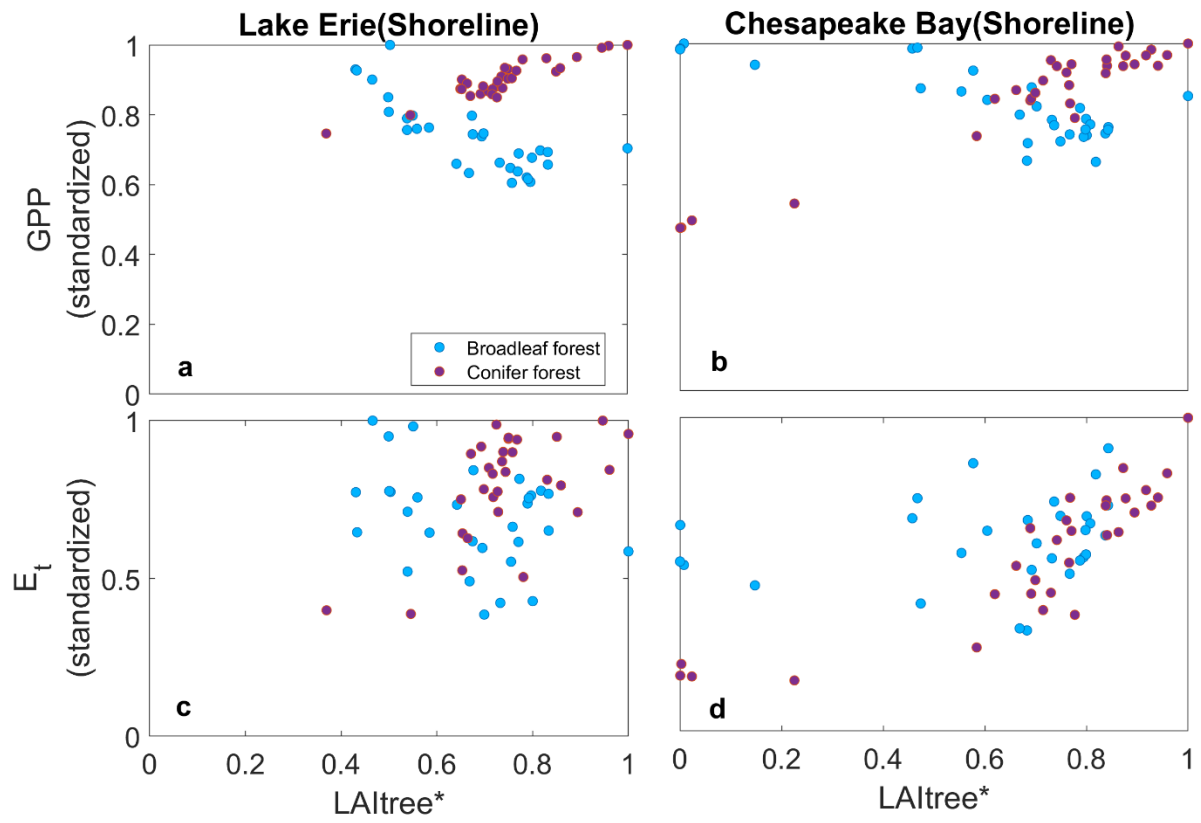 Lake Erie(Shoreline)
Chesapeake Bay(Shoreline)
GPP
(standardized)
1
0.8
0.6
0.4
0.2
0
a
Broadleaf forest
Conifer forest
b
E_t
(standardized)
1
0.5
0
c
0 0.2 0.4 0.6 0.8 1
LAItree*
d
0 0.2 0.4 0.6 0.8 1
LAItree*